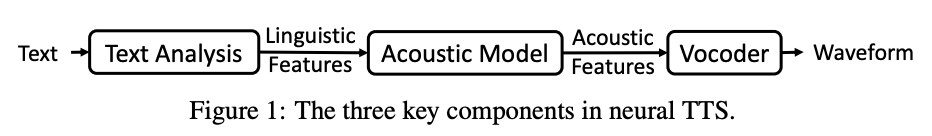 Text
Text Analysis
Linguistic
Features
Acoustic Model
Acoustic
Features
Vocoder
Waveform
Figure 1: The three key components in neural TTS.